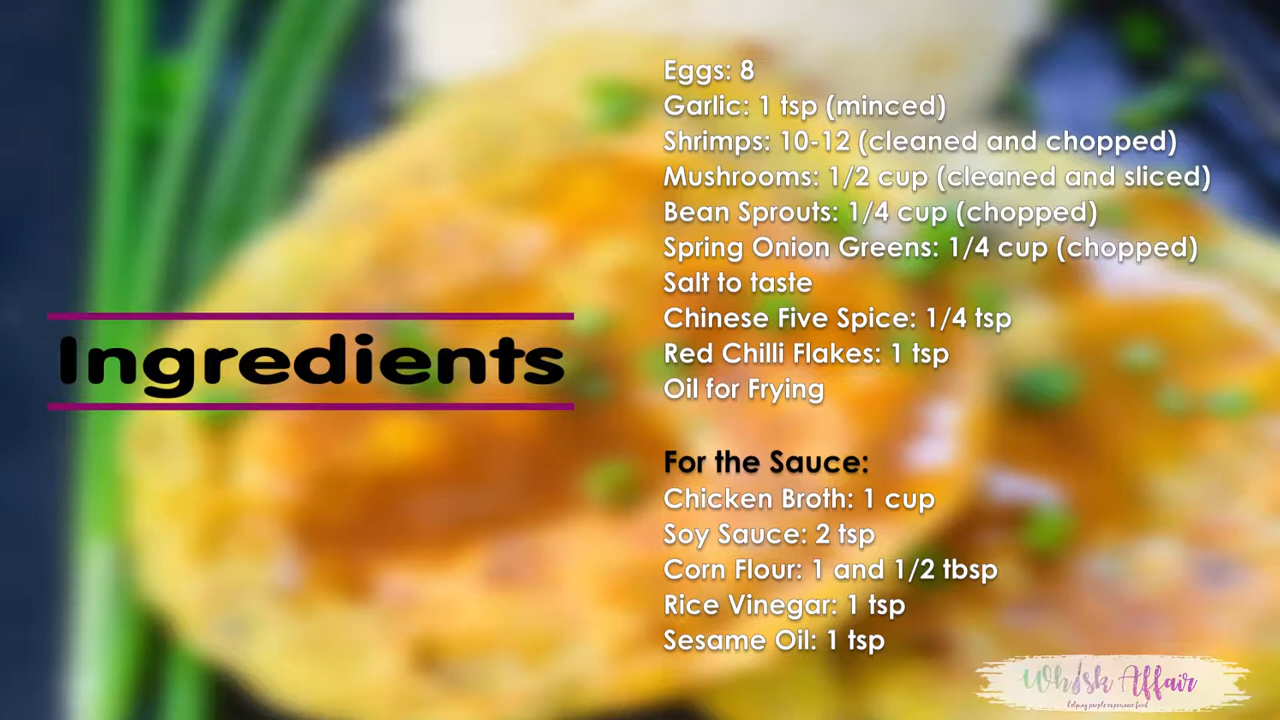 Ingredients
Eggs: 8
Garlic: 1 tsp (minced)
Shrimps: 10-12 (cleaned and chopped)
Mushrooms: 1/2 cup (cleaned and sliced)
Bean Sprouts: 1/4 cup (chopped)
Spring Onion Greens: 1/4 cup (chopped)
Salt to taste
Chinese Five Spice: 1/4 tsp
Red Chilli Flakes: 1 tsp
Oil for Frying
For the Sauce:
Chicken Broth: 1 cup
Soy Sauce: 2 tsp
Corn Flour: 1 and 1/2 tbsp
Rice Vinegar: 1 tsp
Sesame Oil: 1 tsp
Whisk Affair
helping people experience food